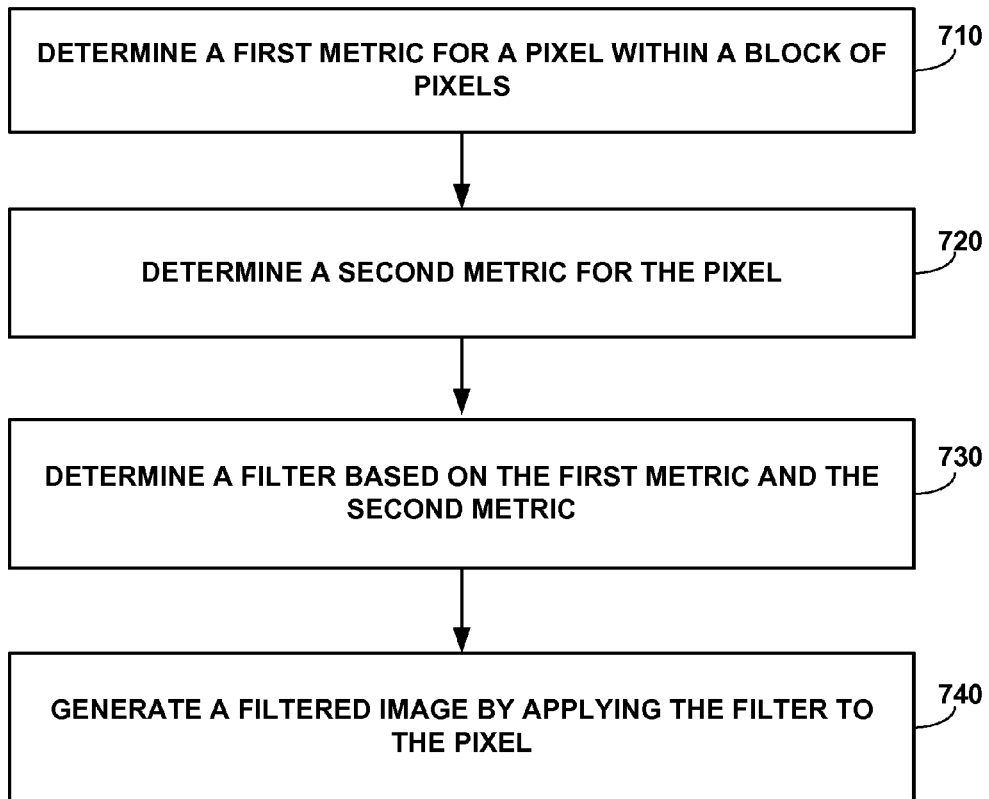 DETERMINE A FIRST METRIC FOR A PIXEL WITHIN A BLOCK OF
PIXELS
710
DETERMINE A SECOND METRIC FOR THE PIXEL
720
DETERMINE A FILTER BASED ON THE FIRST METRIC AND THE
SECOND METRIC
730
GENERATE A FILTERED IMAGE BY APPLYING THE FILTER TO
THE PIXEL
740